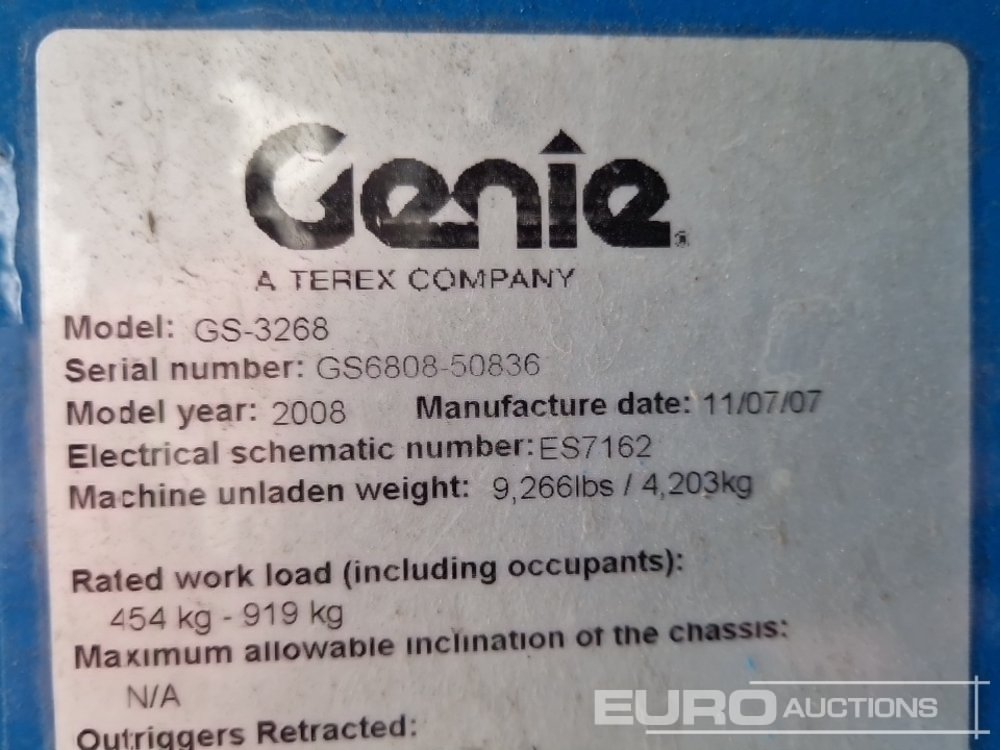 Genie
A TEREX COMPANY
Model: GS-3268
Serial number: GS6808-50836
Model year: 2008 Manufacture date: 11/07/07
Electrical schematic number:ES7162
Machine unladen weight: 9,266lbs / 4,203kg
Rated work load (including occupants):
454 kg - 919 kg
Maximum allowable inclination of the chassis:
N/A
Outriggers Retracted:
EURO AUCTIONS